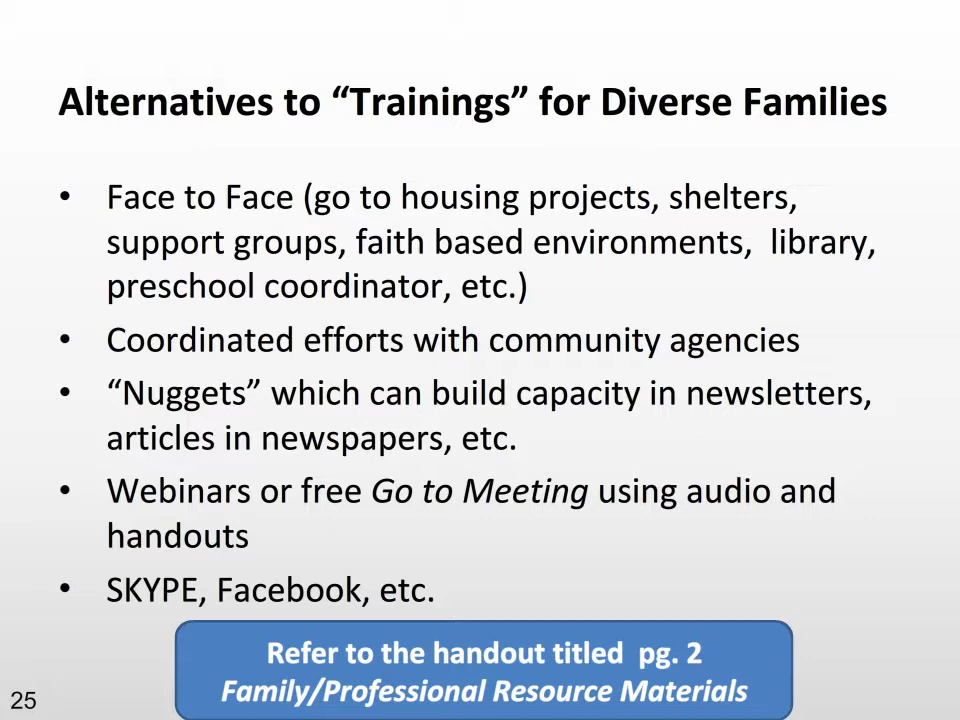 Alternatives to “Trainings” for Diverse Families
• Face to Face (go to housing projects, shelters,
support groups, faith based environments,  library,
preschool coordinator, etc.)
• Coordinated efforts with community agencies
• “Nuggets” which can build capacity in newsletters,
articles in newspapers, etc.
• Webinars or free Go to Meeting using audio and
handouts
• SKYPE, Facebook, etc.
Refer to the handout titled  pg. 2
Family/Professional Resource Materials
25